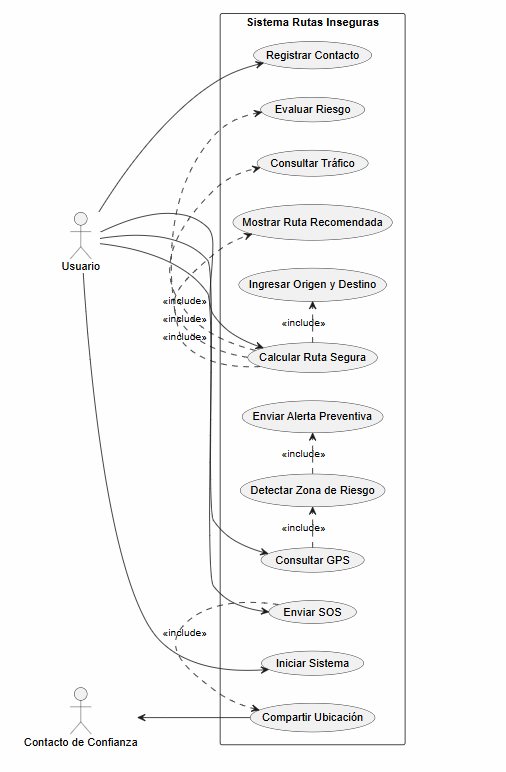 Sistema Rutas Inseguras
Registrar Contacto
Evaluar Riesgo
Consultar Tráfico
Mostrar Ruta Recomendada
Usuario
Ingresar Origen y Destino
«include»
«include»
«include»
«include»
Calcular Ruta Segura
Enviar Alerta Preventiva
«include»
Detectar Zona de Riesgo
«include»
Consultar GPS
Enviar SOS
«include»
Iniciar Sistema
Compartir Ubicación
Contacto de Confianza